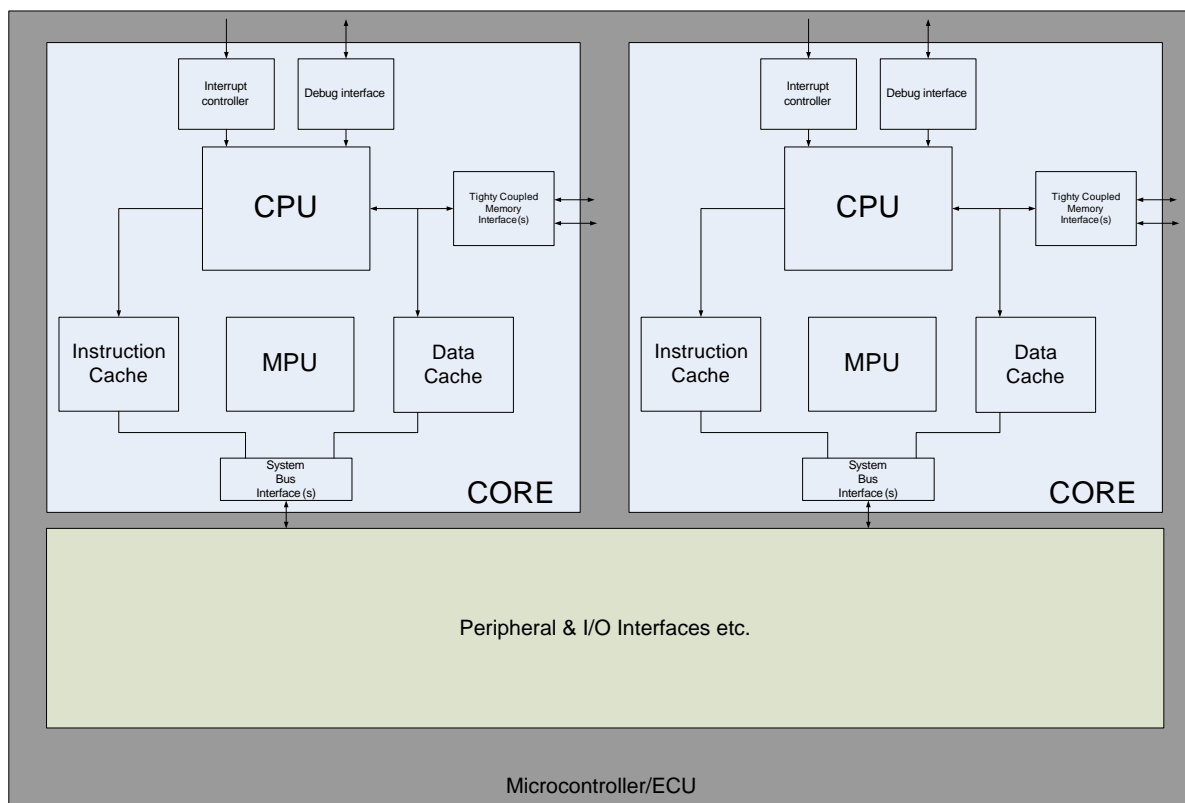 Interrupt
controller
Debug interface
CPU
Tighty Coupled
Memory
Interface(s)
Instruction
Cache
MPU
Data
Cache
System
Bus
Interface(s)
CORE
Interrupt
controller
Debug interface
CPU
Tighty Coupled
Memory
Interface(s)
Instruction
Cache
MPU
Data
Cache
System
Bus
Interface(s)
CORE
Peripheral & I/O Interfaces etc.
Microcontroller/ECU